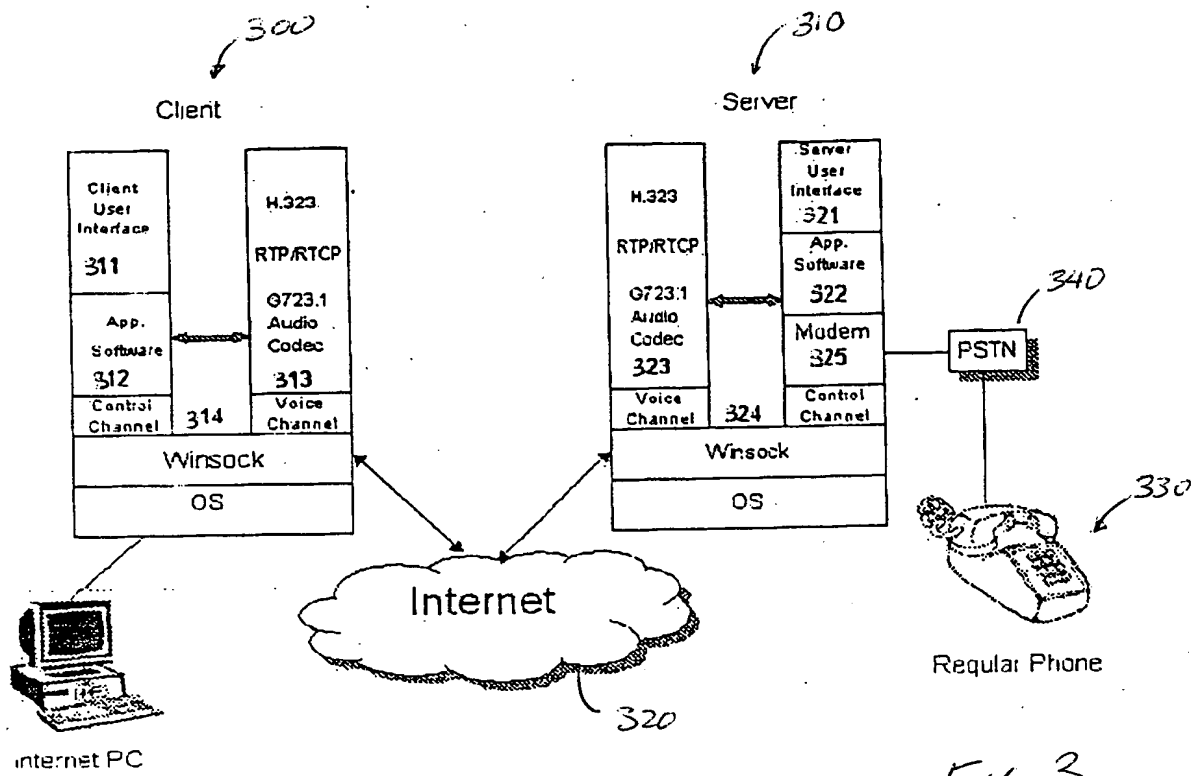 300
310
Client
Server
Client
User
Interface
311
App.
Software
312
Control
Channel
H.323
RTP/RTCP
G723.1
Audio
Codec
313
Voice
Channel
314
Winsock
OS
H.323
RTP/RTCP
G723.1
Audio
Codec
323
Voice
Channel
324
Server
User
Interface
321
App.
Software
322
Modem
325
Control
Channel
Winsock
OS
PSTN
340
330
Regular Phone
Internet
320
Internet PC